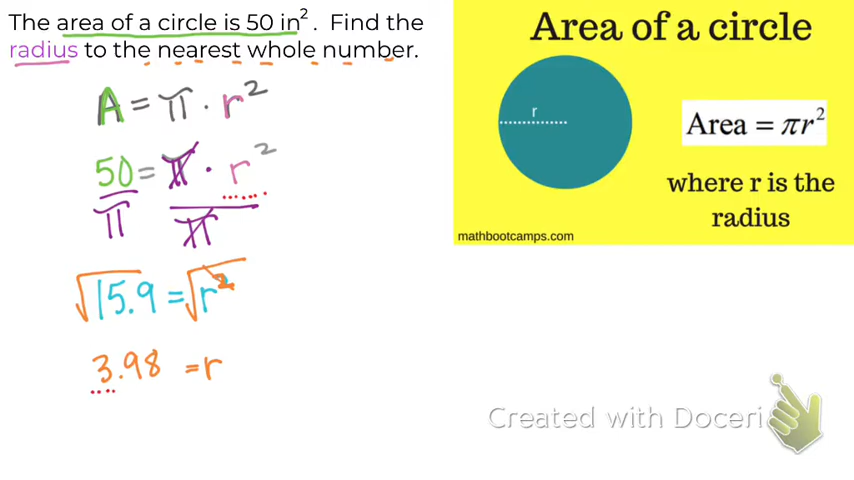 The area of a circle is 50 in². Find the
radius to the nearest whole number.
A = π · r²
50 = π · r²
π π
√15.9 = √r²
3.98 = r
Area of a circle
r
Area = πr²
where r is the
radius
mathbootcamps.com
Created with Doceri